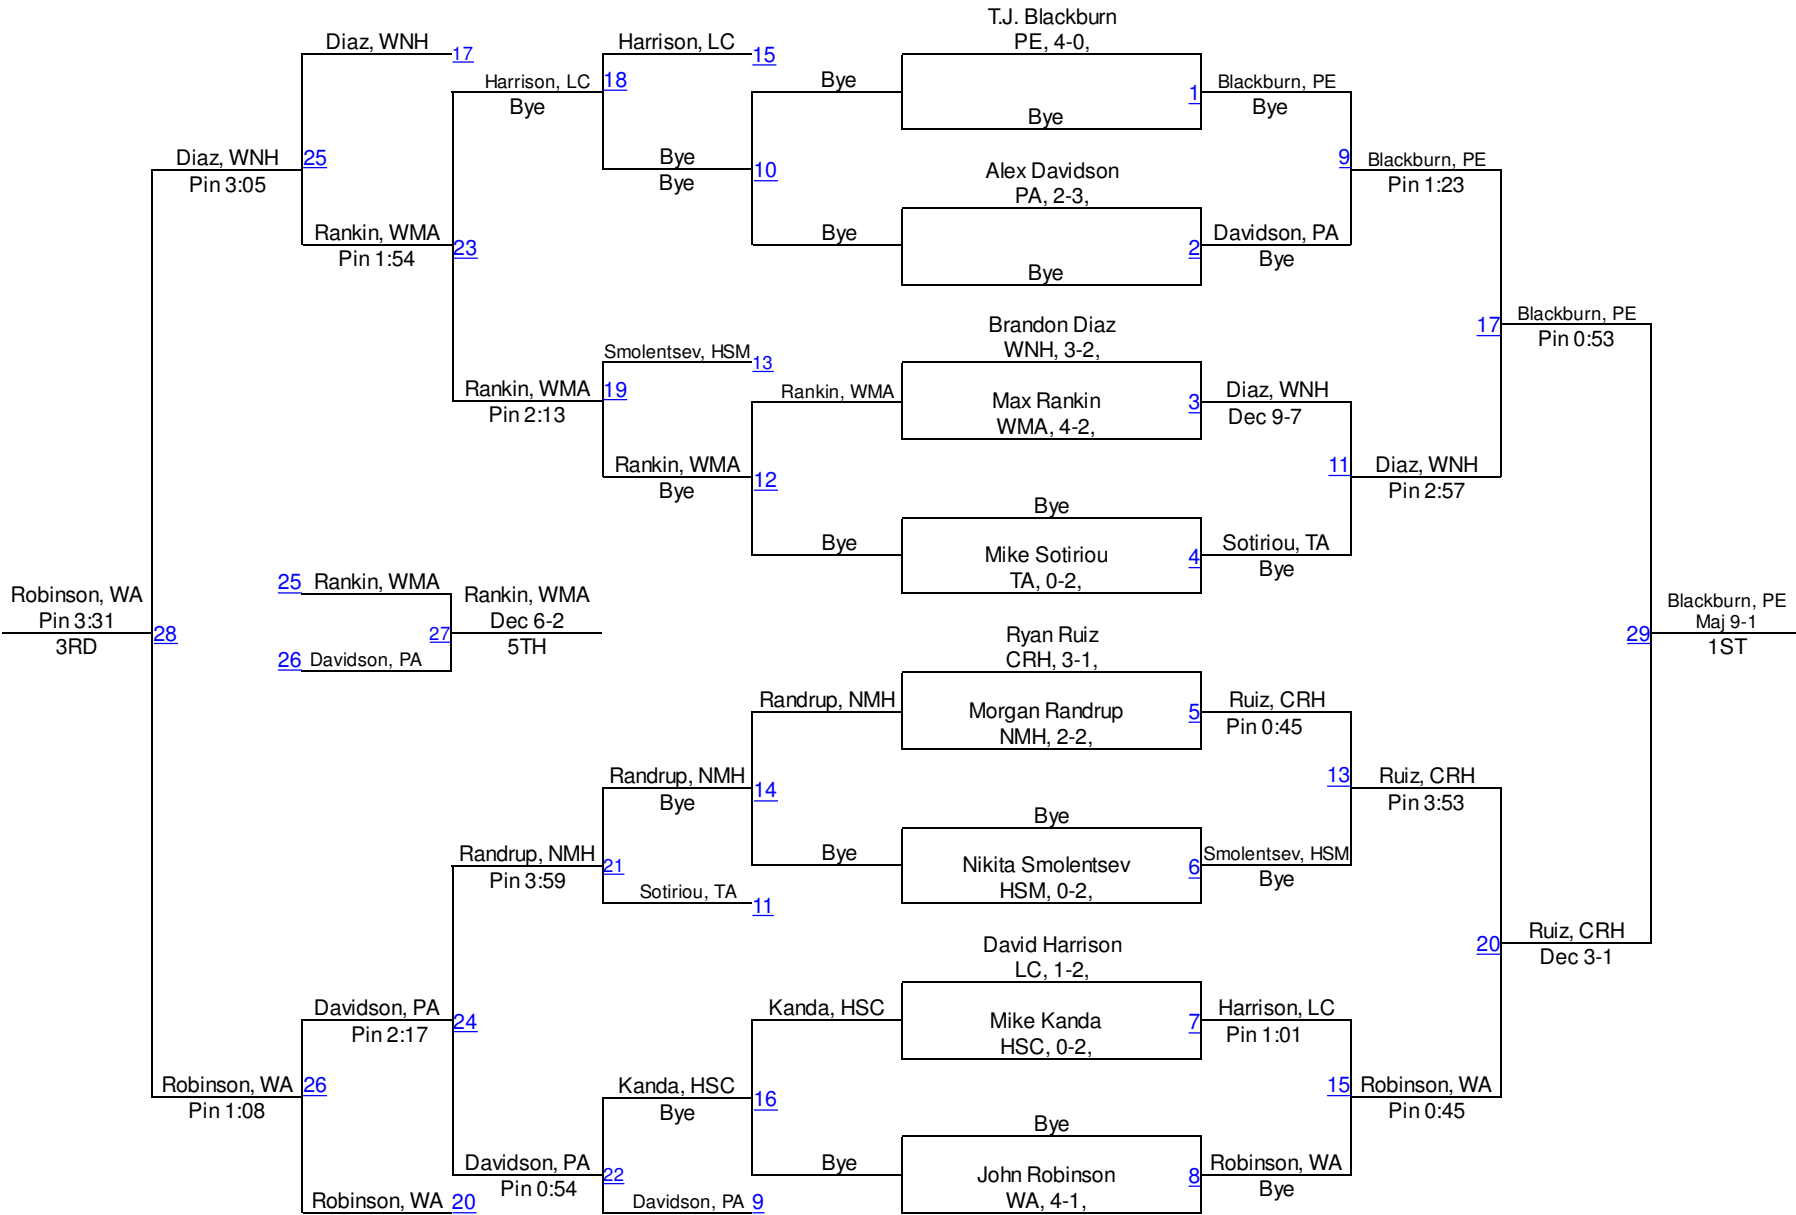 T.J. Blackburn
PE, 4-0,
1
Bye
Alex Davidson
PA, 2-3,
2
Bye
Brandon Diaz
WNH, 3-2,
Max Rankin
WMA, 4-2,
3
Bye
Mike Sotiriou
TA, 0-2,
4
Ryan Ruiz
CRH, 3-1,
Morgan Randrup
NMH, 2-2,
5
Bye
Nikita Smolentsev
HSM, 0-2,
6
David Harrison
LC, 1-2,
Mike Kanda
HSC, 0-2,
7
Bye
John Robinson
WA, 4-1,
8
Blackburn, PE
Bye
9
Davidson, PA
Bye
Diaz, WNH
Dec 9-7
11
Sotiriou, TA
Bye
Ruiz, CRH
Pin 0:45
13
Smolentsev, HSM
Bye
Harrison, LC
Pin 1:01
15
Robinson, WA
Bye
Blackburn, PE
Pin 1:23
17
Diaz, WNH
Pin 2:57
Ruiz, CRH
Pin 3:53
20
Robinson, WA
Pin 0:45
Blackburn, PE
Pin 0:53
29
Ruiz, CRH
Dec 3-1
Blackburn, PE
Maj 9-1
1ST
Bye
10
Bye
Rankin, WMA
12
Bye
Randrup, NMH
14
Bye
Kanda, HSC
16
Bye
Harrison, LC 15
18
Bye
Bye
Smolentsev, HSM 13
19
Rankin, WMA
Bye
Randrup, NMH
Bye
21
Sotiriou, TA 11
Kanda, HSC
Bye
22
Davidson, PA 9
Harrison, LC
Bye
23
Rankin, WMA
Pin 2:13
Randrup, NMH
Pin 3:59
24
Davidson, PA
Pin 0:54
Diaz, WNH 17
25
Rankin, WMA
Pin 1:54
Davidson, PA
Pin 2:17
26
Robinson, WA 20
Diaz, WNH
Pin 3:05
28
Robinson, WA
Pin 1:08
Robinson, WA
Pin 3:31
3RD
25 Rankin, WMA
27
26 Davidson, PA
Rankin, WMA
Dec 6-2
5TH